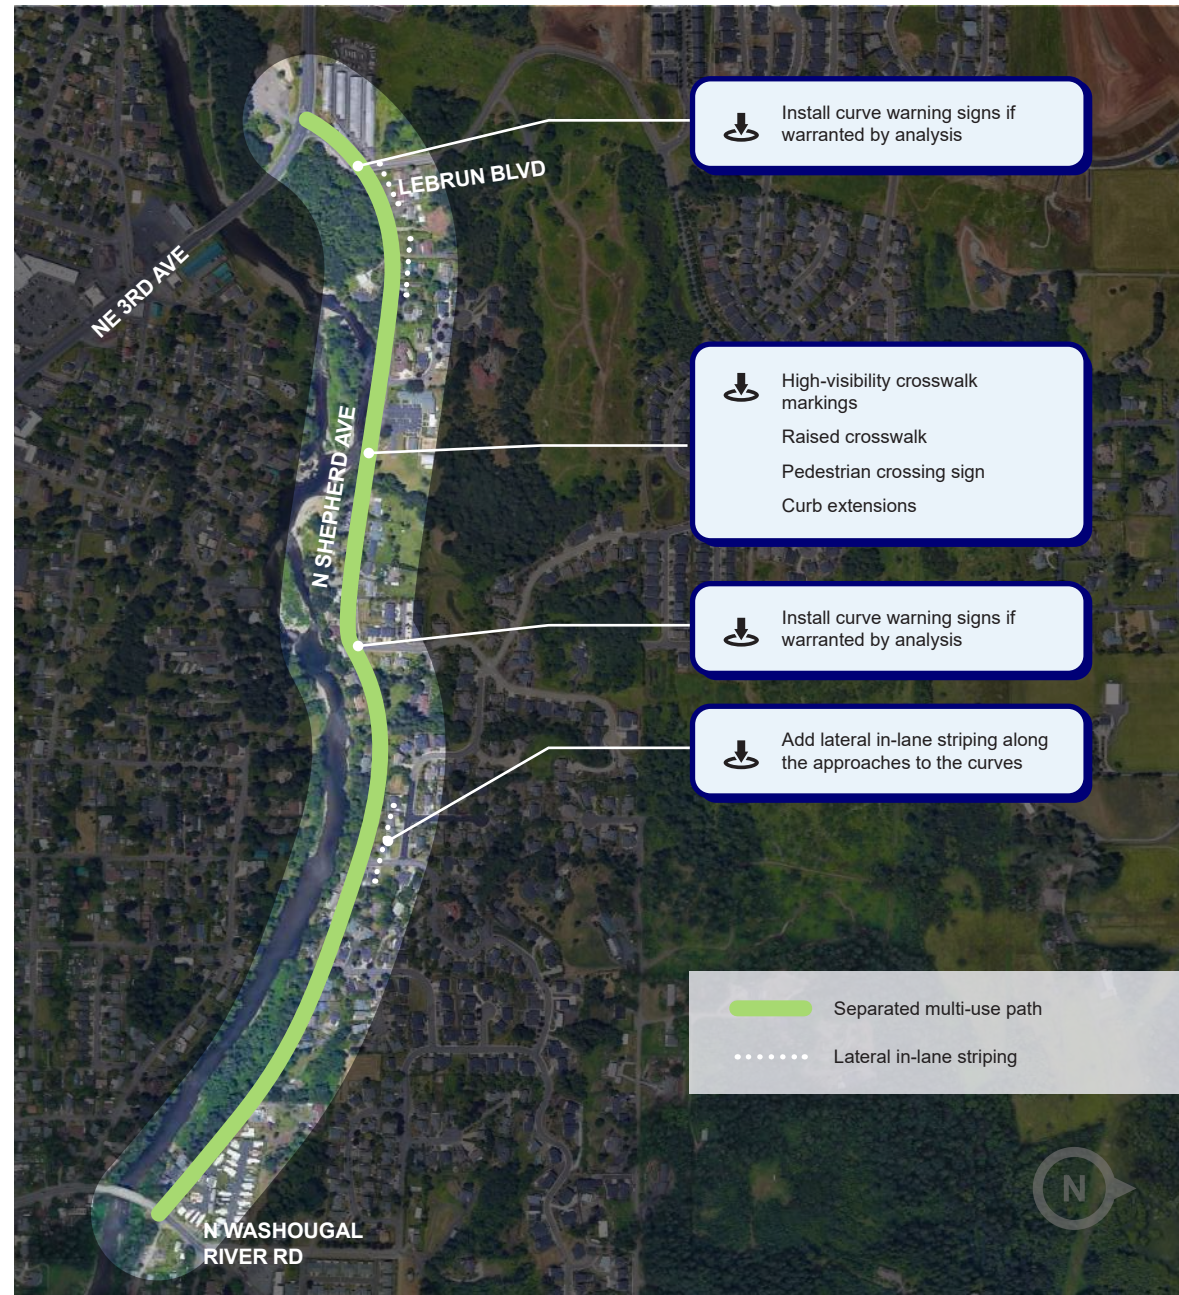 Install curve warning signs if
warranted by analysis
LEBRUN BLVD
NE 3RD AVE
High-visibility crosswalk
markings
Raised crosswalk
Pedestrian crossing sign
Curb extensions
N SHEPHERD AVE
Install curve warning signs if
warranted by analysis
Add lateral in-lane striping along
the approaches to the curves
Separated multi-use path
Lateral in-lane striping
N
N WASHOUGAL
RIVER RD